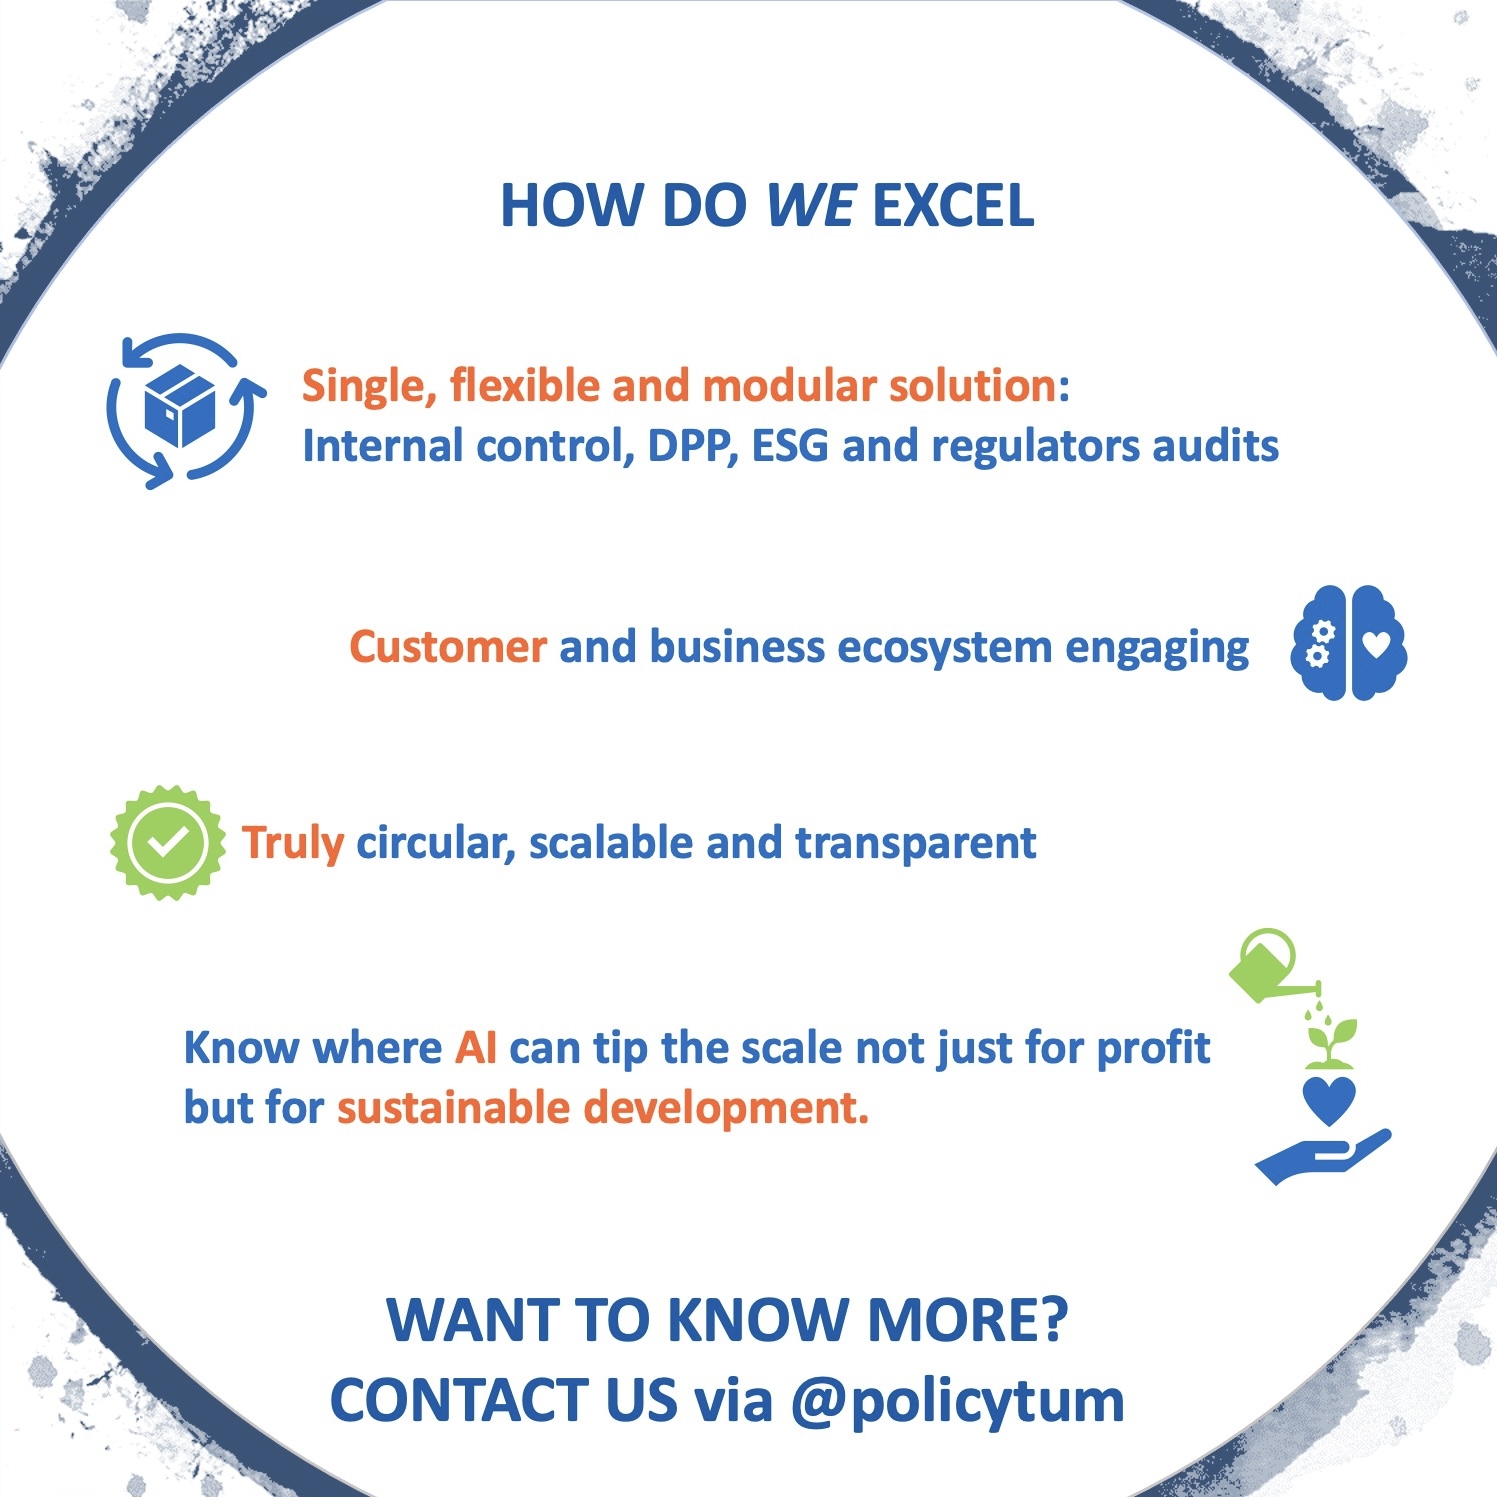 HOW DO WE EXCEL
Single, flexible and modular solution:
Internal control, DPP, ESG and regulators audits
Customer and business ecosystem engaging
Truly circular, scalable and transparent
Know where AI can tip the scale not just for profit
but for sustainable development.
WANT TO KNOW MORE?
CONTACT US via @policytum